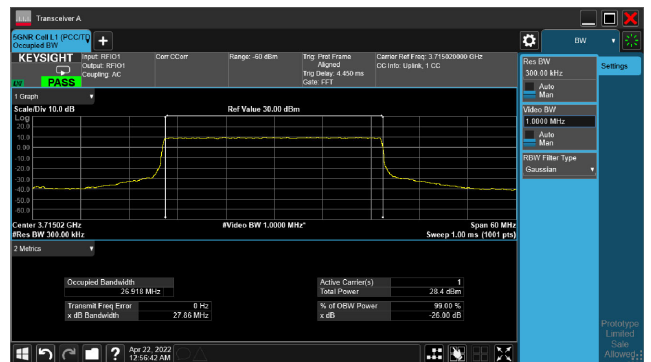 Transceiver A
5GNR Cell L1 (PCC/TD
Occupied BW
BW
KEYSIGHT
Input: RFIO1
Output: RFIO1
Coupling: AC
Corr CCorr
Range: -60 dBm
Trig: Prot Frame
Aligned
Trig Delay: 4.450 ms
Gate: FFT
Carrier Ref Freq: 3.715020000 GHz
CC Info: Uplink, 1 CC
PASS
Res BW
300.00 kHz
Auto
Man
Settings
Video BW
1.0000 MHz
Auto
Man
RBW Filter Type
Gaussian
1 Graph
Scale/Div 10.0 dB
Ref Value 30.00 dBm
Log
20.0
10.0
0.00
-10.0
-20.0
-30.0
-40.0
-50.0
-60.0
Center 3.71502 GHz
#Video BW 1.0000 MHz*
Span 60 MHz
#Res BW 300.00 kHz
Sweep 1.00 ms (1001 pts)
2 Metrics
Occupied Bandwidth
26.918 MHz
Active Carrier(s) 1
Total Power 28.4 dBm
Transmit Freq Error 0 Hz
x dB Bandwidth 27.86 MHz
% of OBW Power 99.00 %
x dB -26.00 dB
Prototype
Limited
Sale
Allowed
?
Apr 22, 2022
12:56:42 AM